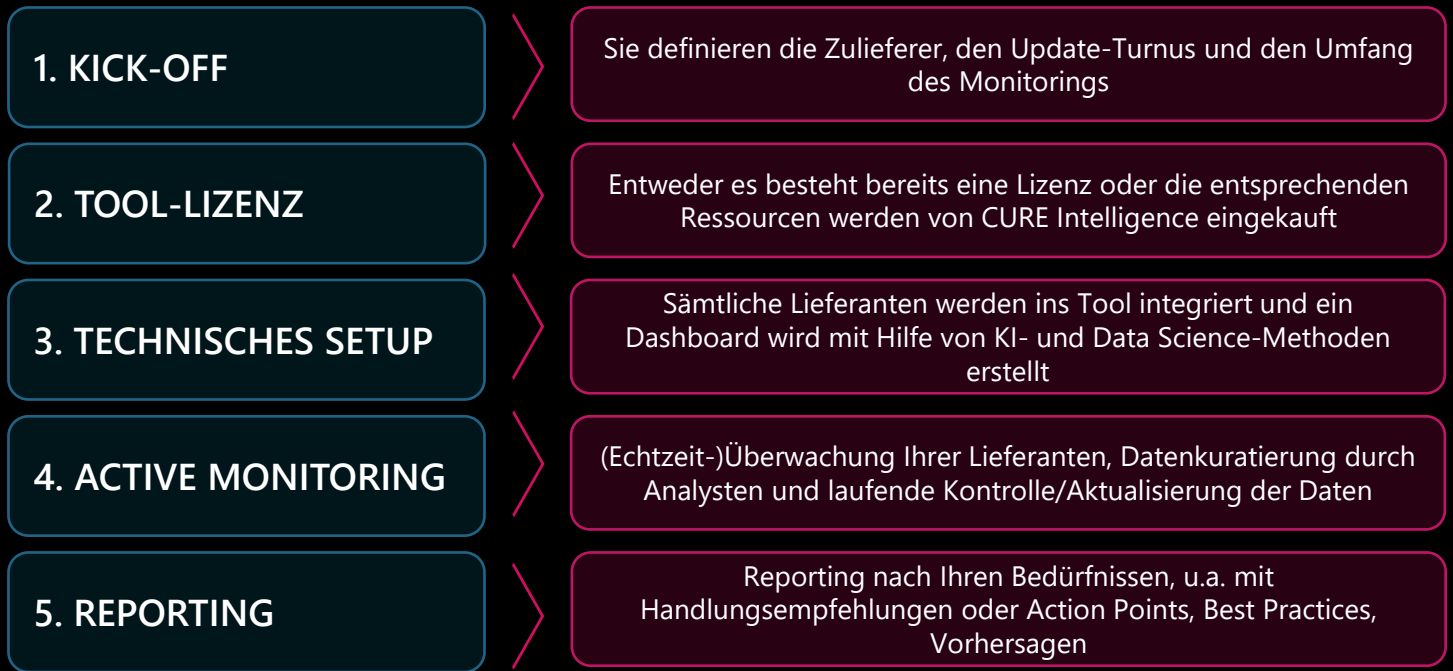 1. KICK-OFF
Sie definieren die Zulieferer, den Update-Turnus und den Umfang
des Monitorings
2. TOOL-LIZENZ
Entweder es besteht bereits eine Lizenz oder die entsprechenden
Ressourcen werden von CURE Intelligence eingekauft
3. TECHNISCHES SETUP
Sämtliche Lieferanten werden ins Tool integriert und ein
Dashboard wird mit Hilfe von KI- und Data Science-Methoden
erstellt
4. ACTIVE MONITORING
(Echtzeit-)Überwachung Ihrer Lieferanten, Datenkuratierung durch
Analysten und laufende Kontrolle/Aktualisierung der Daten
5. REPORTING
Reporting nach Ihren Bedürfnissen, u.a. mit
Handlungsempfehlungen oder Action Points, Best Practices,
Vorhersagen